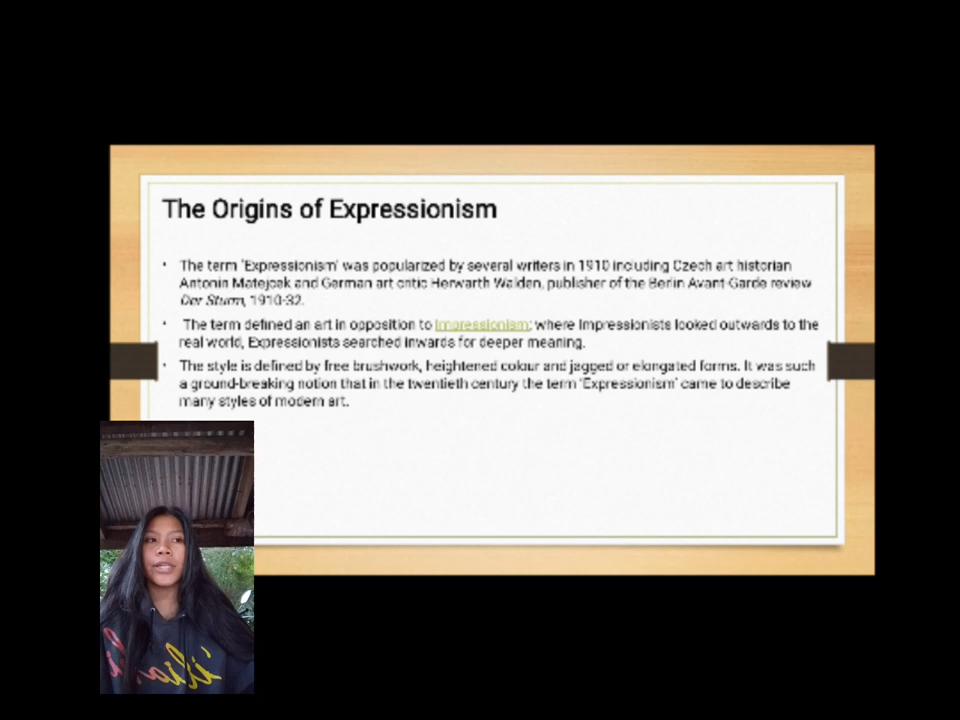 The Origins of Expressionism
• The term 'Expressionism' was popularized by several writers in 1910 including Czech art historian
Antonin Matejcek and German art critic Herwarth Walden, publisher of the Berlin Avant-Garde review
Der Sturm, 1910-32.
• The term defined an art in opposition to Impressionism: where Impressionists looked outwards to the
real world, Expressionists searched inwards for deeper meaning.
• The style is defined by free brushwork, heightened colour and jagged or elongated forms. It was such
a ground-breaking notion that in the twentieth century the term 'Expressionism' came to describe
many styles of modern art.